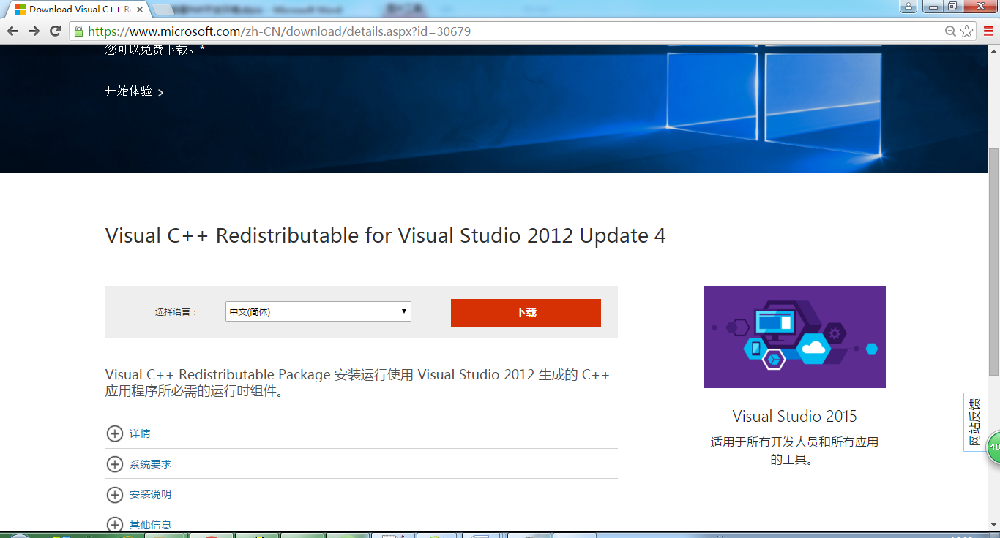 Download Visual C++ R
Microsoft Word
https://www.microsoft.com/zh-CN/download/details.aspx?id=30679
您可以免费下载。*
开始体验 >
Visual C++ Redistributable for Visual Studio 2012 Update 4
选择语言：
中文(简体)
下载
Visual C++ Redistributable Package 安装运行使用 Visual Studio 2012 生成的 C++
应用程序所必需的运行时组件。
详情
系统要求
安装说明
其他信息
Visual Studio 2015
适用于所有开发人员和所有应用
的工具。
网站反馈
40